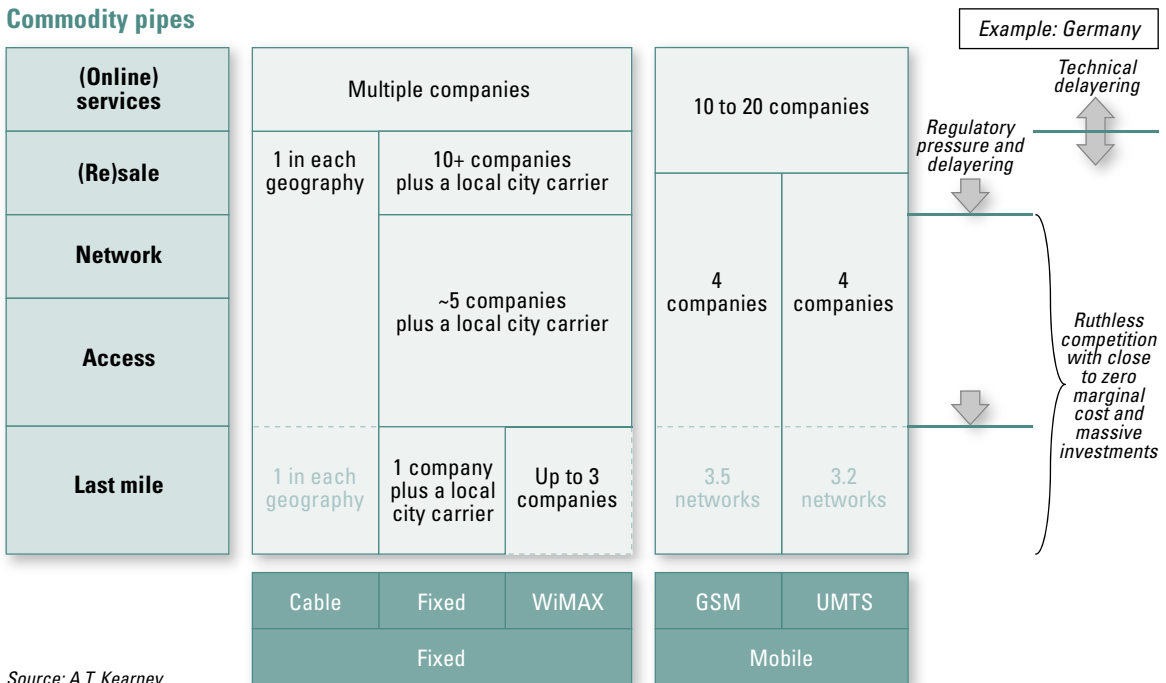 Commodity pipes
Example: Germany
(Online)
services
Multiple companies
10 to 20 companies
Technical
delayering
Regulatory
pressure and
delayering
(Re)sale
1 in each
geography
10+ companies
plus a local city carrier
Network
Access
~5 companies
plus a local city carrier
4
companies
4
companies
Ruthless
competition
with close
to zero
marginal
cost and
massive
investments
Last mile
1 in each
geography
1 company
plus a local
city carrier
Up to 3
companies
3.5
networks
3.2
networks
Cable
Fixed
WiMAX
GSM
UMTS
Fixed
Mobile
Source: A.T. Kearney